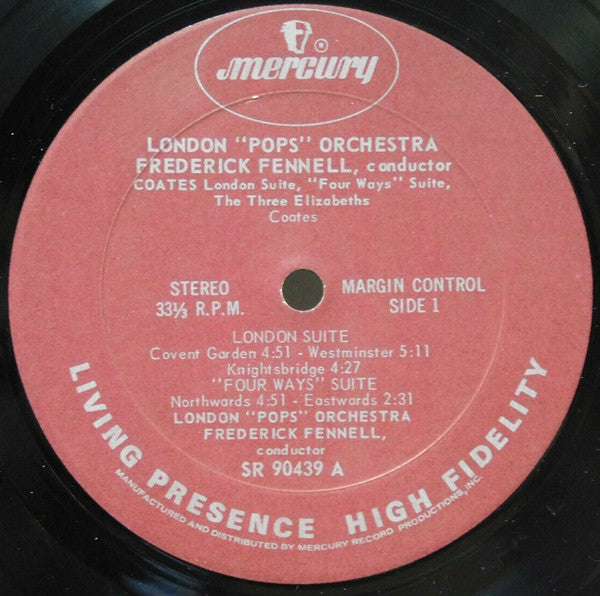 ®
mercury
LONDON "POPS" ORCHESTRA
FREDERICK FENNELL, conductor
COATES London Suite, "Four Ways" Suite,
The Three Elizabeths
Coates
STEREO
33⅓ R.P.M.
MARGIN CONTROL
SIDE 1
LONDON SUITE
Covent Garden 4:51 - Westminster 5:11
Knightsbridge 4:27
"FOUR WAYS" SUITE
Northwards 4:51 - Eastwards 2:31
LONDON "POPS" ORCHESTRA
FREDERICK FENNELL,
conductor
SR 90439 A
LIVING PRESENCE HIGH FIDELITY
MANUFACTURED AND DISTRIBUTED BY MERCURY RECORD PRODUCTIONS, INC.